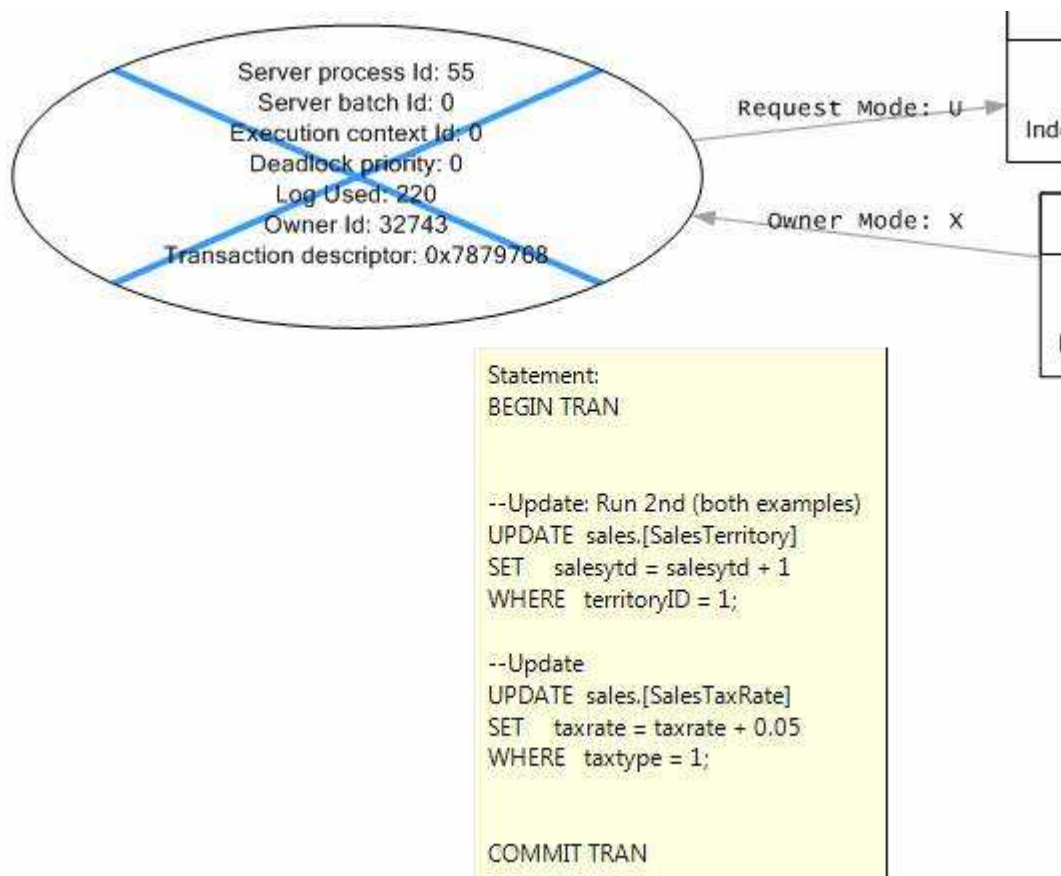 Server process Id: 55
Server batch Id: 0
Execution context Id: 0
Deadlock priority: 0
Log Used: 220
Owner Id: 32743
Transaction descriptor: 0x7879768
Request Mode: U
Owner Mode: X
Statement:
BEGIN TRAN
--Update: Run 2nd (both examples)
UPDATE sales.[SalesTerritory]
SET salesytd = salesytd + 1
WHERE territoryID = 1;
--Update
UPDATE sales.[SalesTaxRate]
SET taxrate = taxrate + 0.05
WHERE taxtype = 1;
COMMIT TRAN